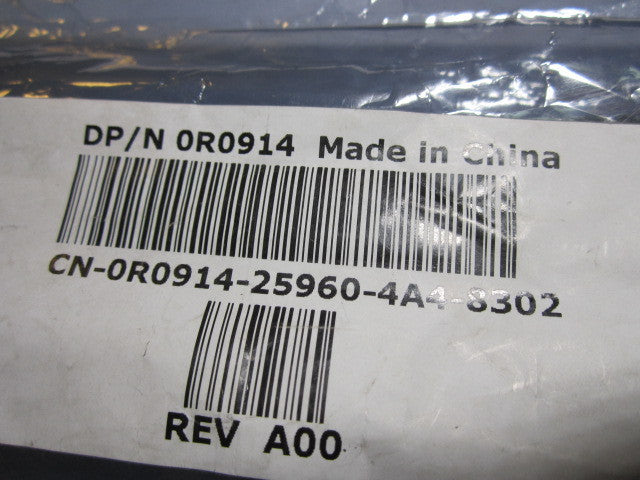 DP/N 0R0914 Made in China
CN-0R0914-25960-4A4-8302
REV A00